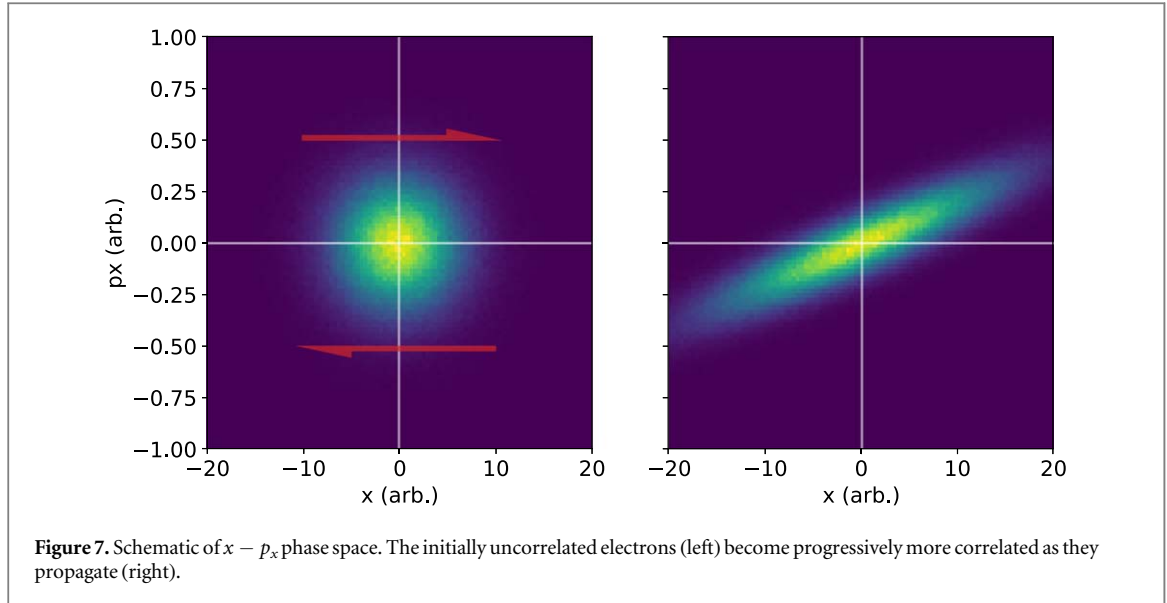 1.00
0.75
0.50
0.25
0.00
−0.25
−0.50
−0.75
−1.00
px (arb.)
−20 −10 0 10 20
x (arb.)
−20 −10 0 10 20
x (arb.)
Figure 7. Schematic of x − pₓ phase space. The initially uncorrelated electrons (left) become progressively more correlated as they
propagate (right).